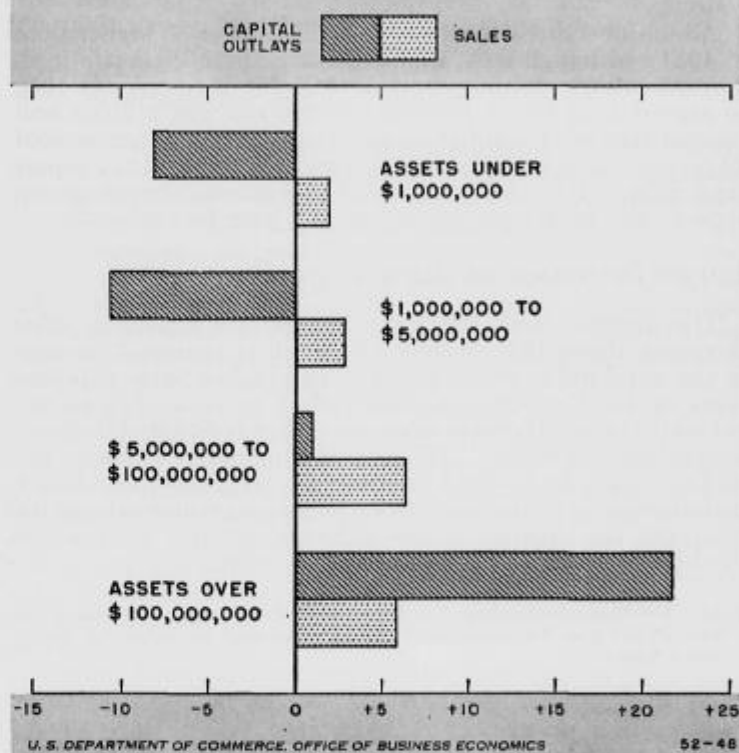 CAPITAL OUTLAYS
SALES
ASSETS UNDER
$1,000,000
$1,000,000 TO
$5,000,000
$5,000,000 TO
$100,000,000
ASSETS OVER
$100,000,000
-15 -10 -5 0 +5 +10 +15 +20 +25
U. S. DEPARTMENT OF COMMERCE, OFFICE OF BUSINESS ECONOMICS 52-46